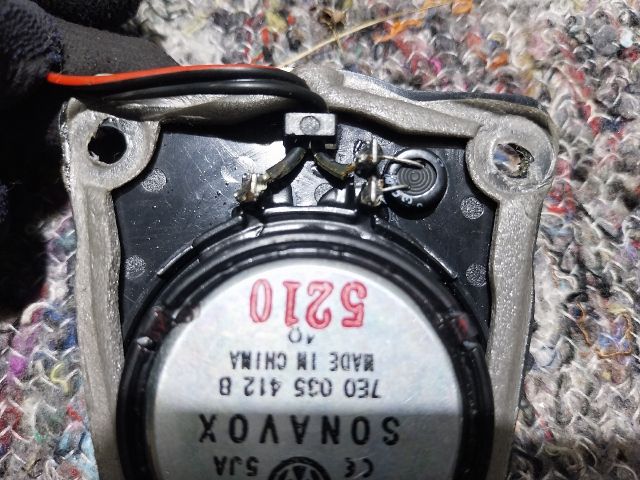 CE 5JA
SONAVOX
7E0 035 412 B
MADE IN CHINA
4Ω
5210